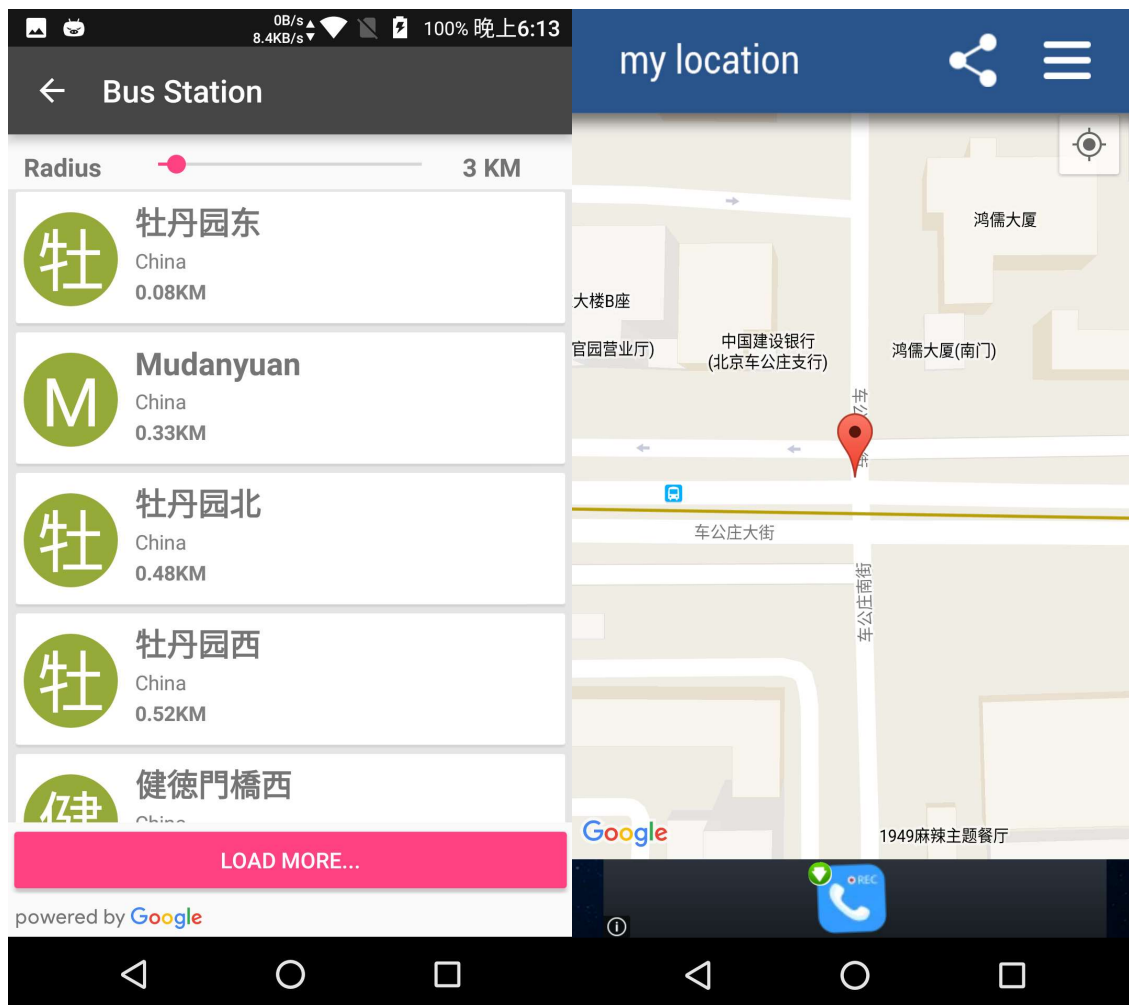 0B/s
8.4KB/s
100% 晚上6:13
Bus Station
Radius
3 KM
牡
牡丹园东
China
0.08KM
M
Mudanyuan
China
0.33KM
牡
牡丹园北
China
0.48KM
牡
牡丹园西
China
0.52KM
健
健徳門橋西
China
LOAD MORE...
powered by Google
my location
鸿儒大厦
大楼B座
官园营业厅)
中国建设银行
(北京车公庄支行)
鸿儒大厦(南门)
车公庄大街
车公庄南街
Google
1949麻辣主题餐厅
REC